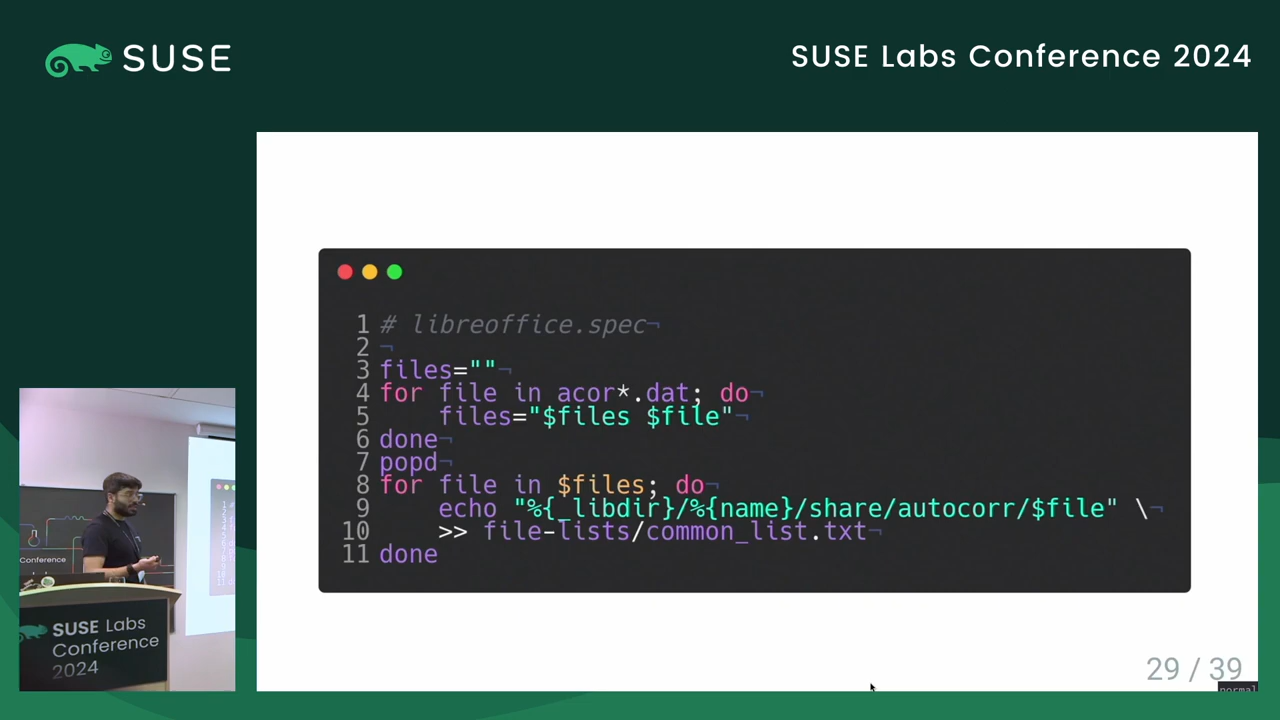 SUSE
SUSE Labs Conference 2024
1 # libreoffice.spec¬
2 ¬
3 files=""¬
4 for file in acor*.dat; do¬
5     files="$files $file"¬
6 done¬
7 popd¬
8 for file in $files; do¬
9     echo "%{_libdir}/%{name}/share/autocorr/$file" \¬
10     >> file-lists/common_list.txt¬
11 done
Conference
SUSE Labs
Conference
2024
29 / 39
normal